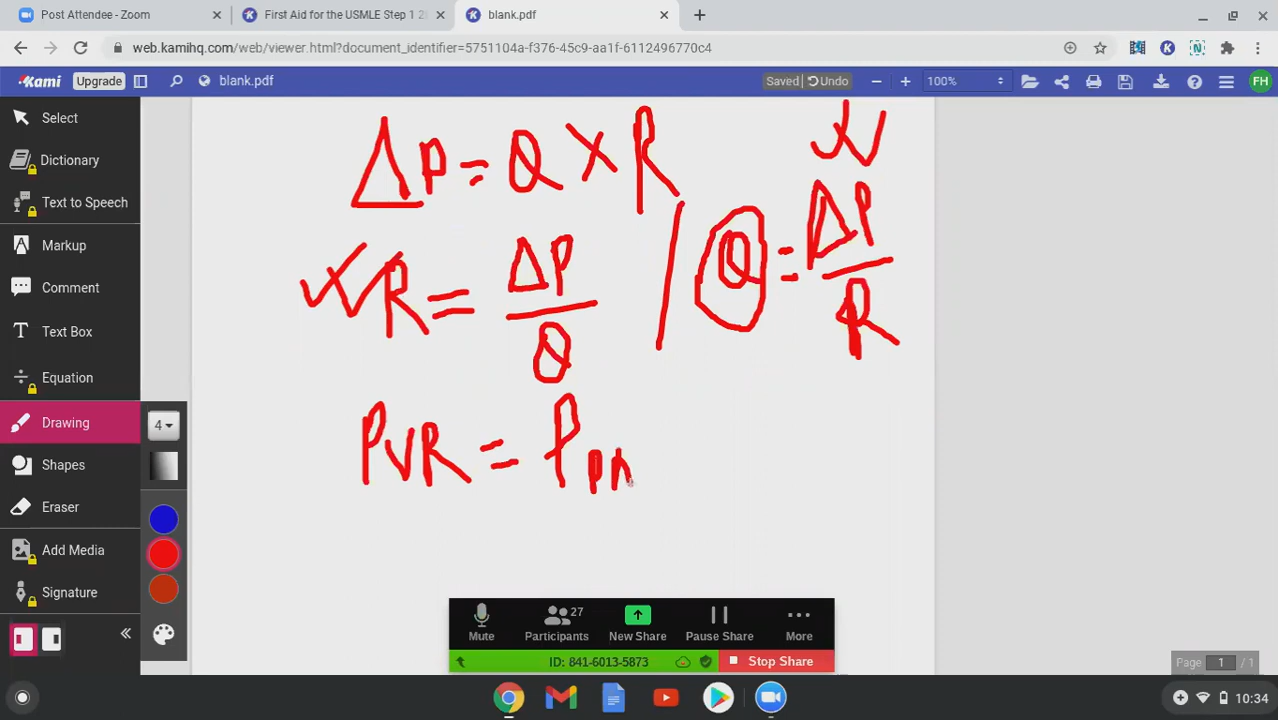 Post Attendee - Zoom
First Aid for the USMLE Step 1 2
blank.pdf
web.kamihq.com/web/viewer.html?document_identifier=5751104a-f376-45c9-aa1f-6112496770c4
Kami Upgrade blank.pdf Saved Undo 100% FH
Select
Dictionary
Text to Speech
Markup
Comment
Text Box
Equation
Drawing
4
Shapes
Eraser
Add Media
Signature
ΔP = Q × R
R = ΔP / Q
Q = ΔP / R
PVR = P PA
27
Mute Participants New Share Pause Share More
ID: 841-6013-5873 Stop Share
Page 1 / 1
10:34